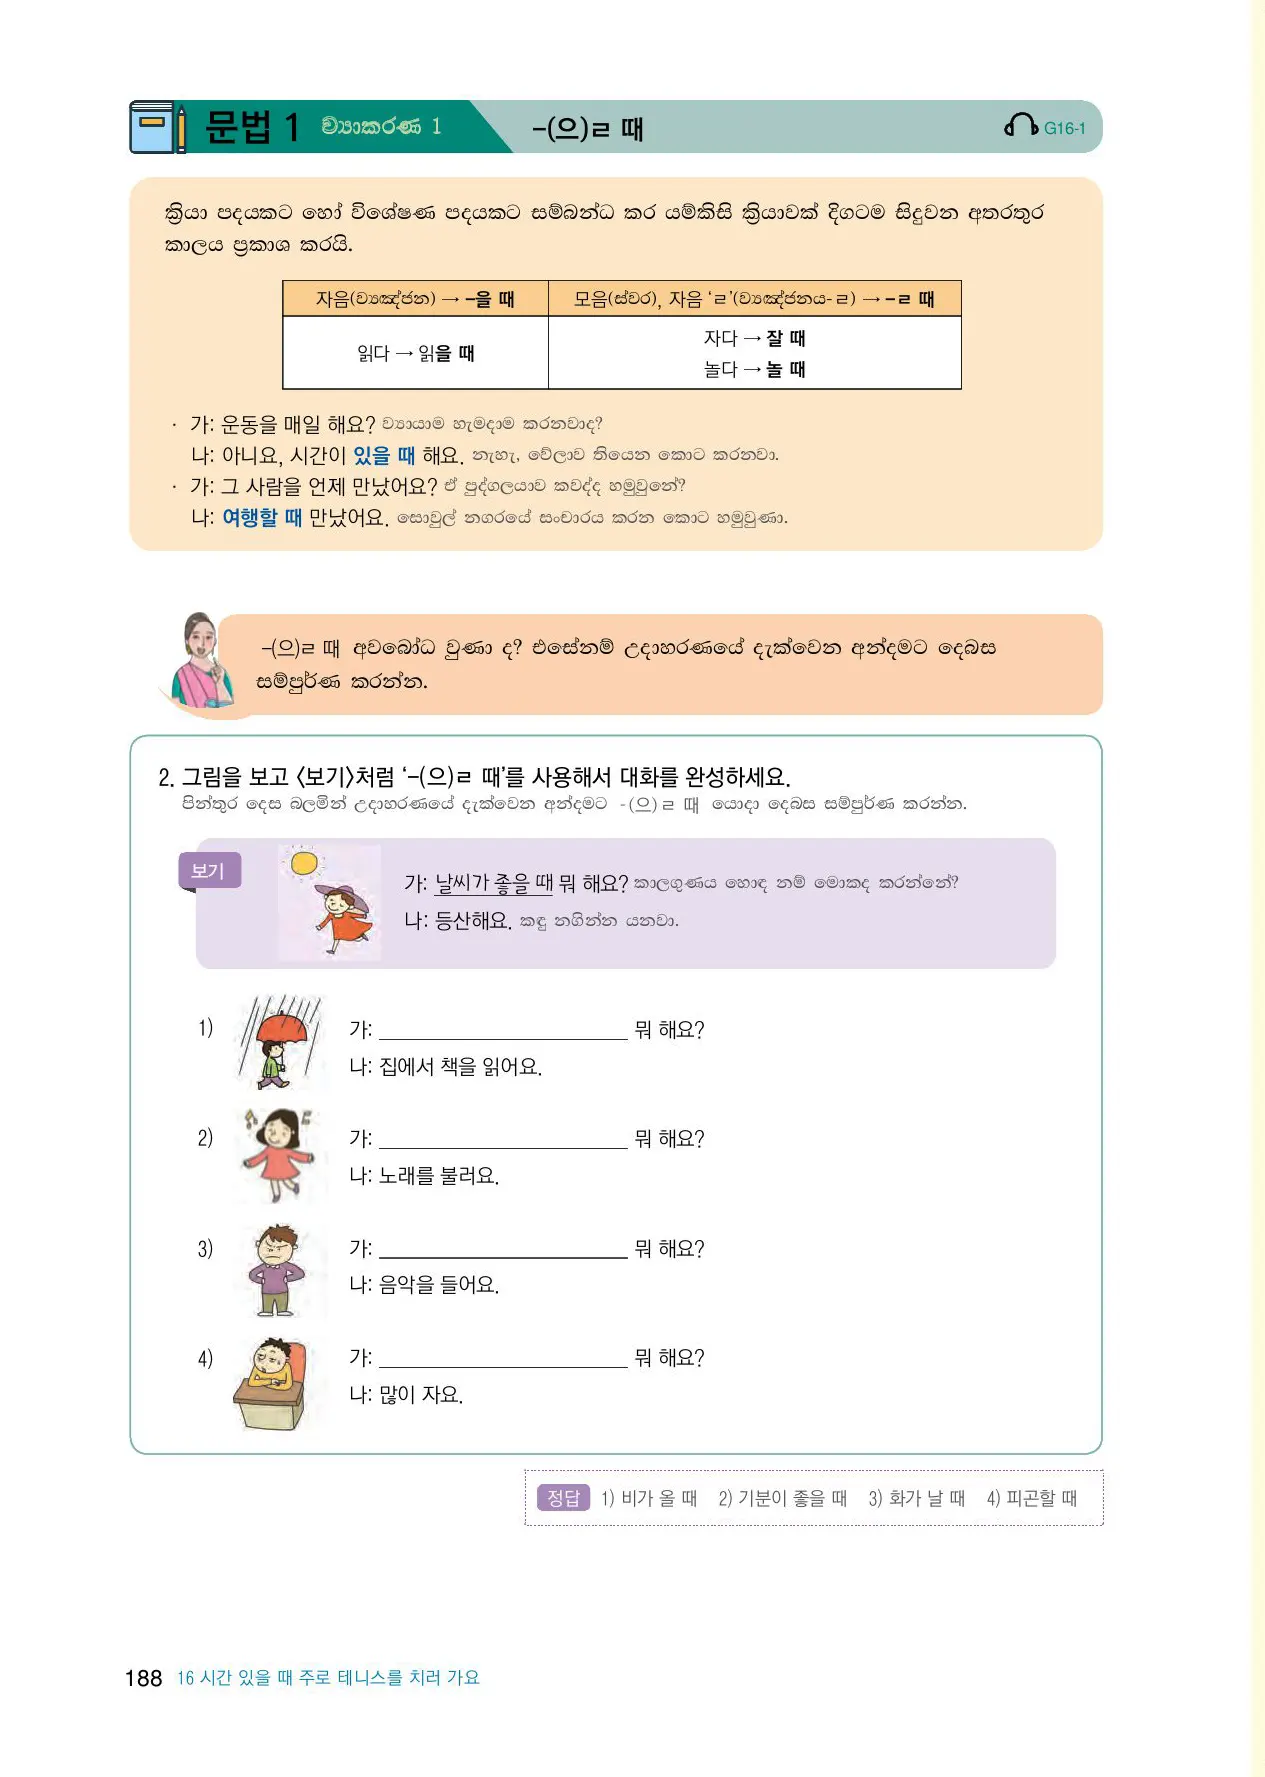 문법 1 ව්‍යාකරණ 1 -(으)ㄹ 때 G16-1
ක්‍රියා පදයකට හෝ විශේෂණ පදයකට සම්බන්ධ කර යම්කිසි ක්‍රියාවක් දිගටම සිදුවන අතරතුර
කාලය ප්‍රකාශ කරයි.
자음(ව්‍යඤ්ජන) → -을 때 모음(ස්වර), 자음 ‘ㄹ’(ව්‍යඤ්ජනය-ㄹ) → -ㄹ 때
읽다 → 읽을 때
자다 → 잘 때
놀다 → 놀 때
· 가: 운동을 매일 해요? ව්‍යායාම හැමදාම කරනවාද?
나: 아니요, 시간이 있을 때 해요. නැහැ, වේලාව තියෙන කොට කරනවා.
· 가: 그 사람을 언제 만났어요? ඒ පුද්ගලයාව කවද්ද හමුවුනේ?
나: 여행할 때 만났어요. සොවුල් නගරයේ සංචාරය කරන කොට හමුවුණා.
-(으)ㄹ 때 අවබෝධ වුණා ද? එසේනම් උදාහරණයේ දැක්වෙන අන්දමට දෙබස
සම්පුර්ණ කරන්න.
2. 그림을 보고 〈보기〉처럼 ‘-(으)ㄹ 때’를 사용해서 대화를 완성하세요.
පින්තූර දෙස බලමින් උදාහරණයේ දැක්වෙන අන්දමට -(으)ㄹ 때 යොදා දෙබස සම්පුර්ණ කරන්න.
보기
가: 날씨가 좋을 때 뭐 해요? කාලගුණය හොඳ නම් මොකද කරන්නේ?
나: 등산해요. කඳු නගින්න යනවා.
1) 가: ______ 뭐 해요?
나: 집에서 책을 읽어요.
2) 가: ______ 뭐 해요?
나: 노래를 불러요.
3) 가: ______ 뭐 해요?
나: 음악을 들어요.
4) 가: ______ 뭐 해요?
나: 많이 자요.
정답 1) 비가 올 때 2) 기분이 좋을 때 3) 화가 날 때 4) 피곤할 때
188 16 시간 있을 때 주로 테니스를 치러 가요